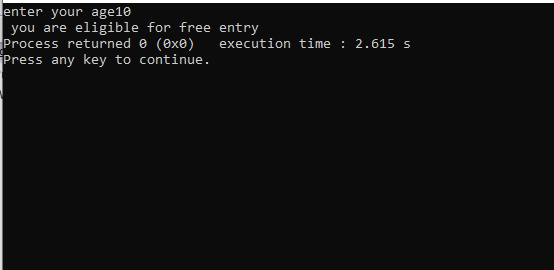 enter your age10
you are eligible for free entry
Process returned 0 (0x0)   execution time : 2.615 s
Press any key to continue.